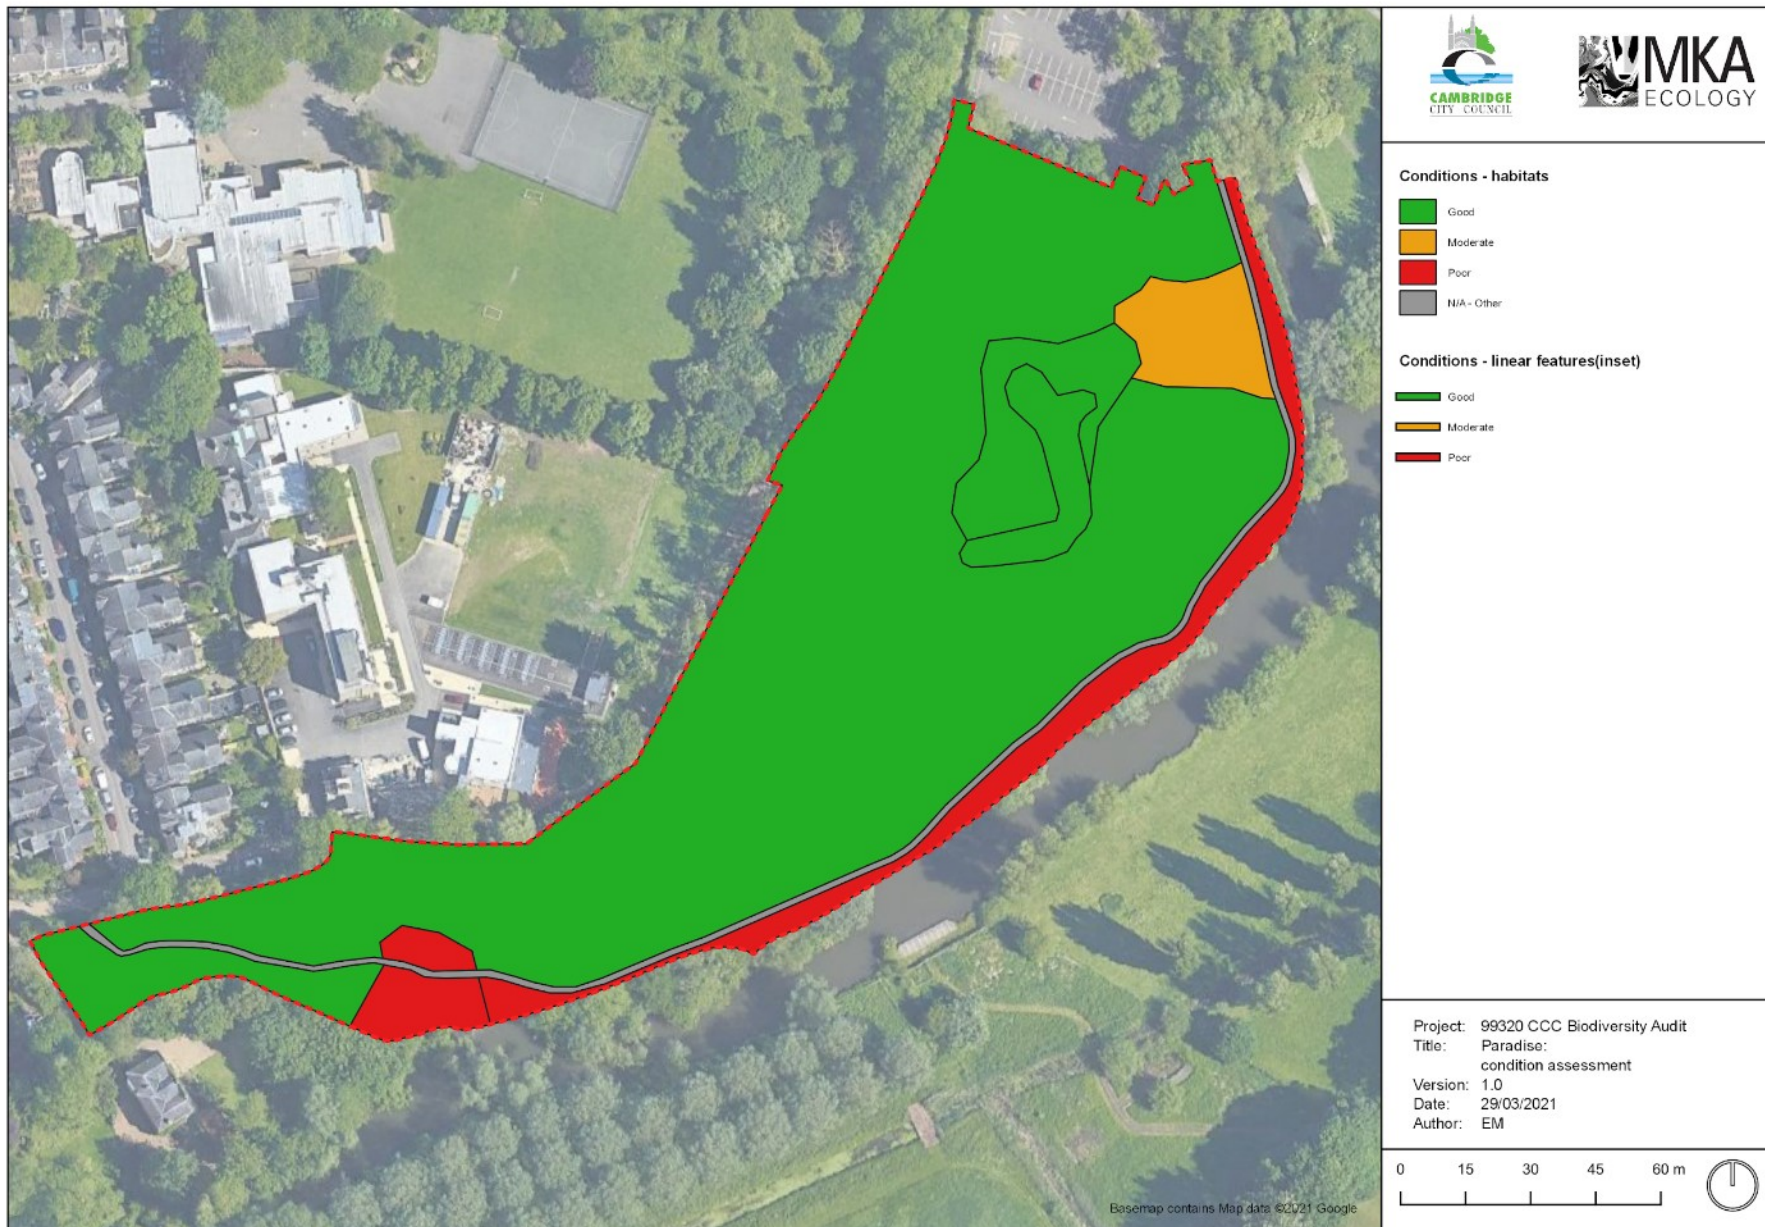 CAMBRIDGE
CITY COUNCIL
MKA
ECOLOGY
Conditions - habitats
Good
Moderate
Poor
N/A - Other
Conditions - linear features(inset)
Good
Moderate
Poor
Project: 99320 CCC Biodiversity Audit
Title: Paradise:
condition assessment
Version: 1.0
Date: 29/03/2021
Author: EM
0 15 30 45 60 m
Basemap contains Map data ©2021 Google